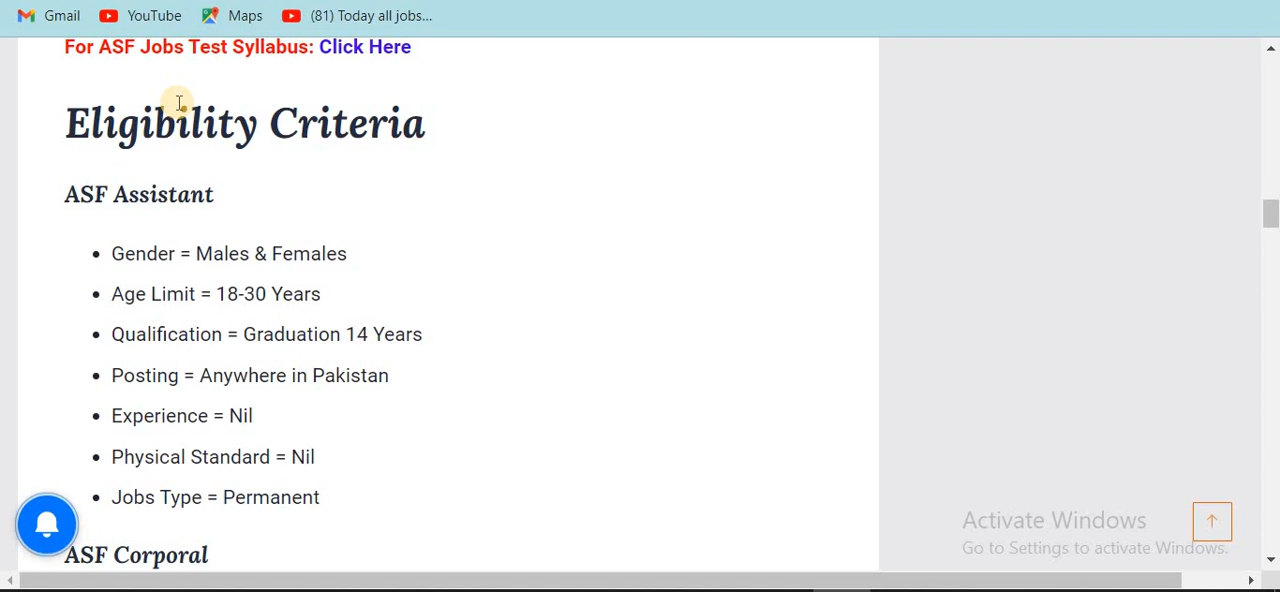 Gmail YouTube Maps (81) Today all jobs...
For ASF Jobs Test Syllabus: Click Here
Eligibility Criteria
ASF Assistant
• Gender = Males & Females
• Age Limit = 18-30 Years
• Qualification = Graduation 14 Years
• Posting = Anywhere in Pakistan
• Experience = Nil
• Physical Standard = Nil
• Jobs Type = Permanent
ASF Corporal
Activate Windows
Go to Settings to activate Windows.